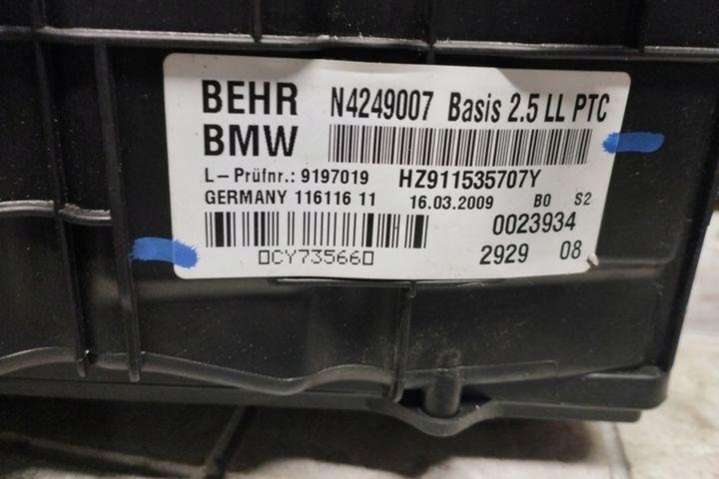 BEHR N4249007 Basis 2.5 LL PTC
BMW
L-Prüfnr.: 9197019 HZ911535707Y
GERMANY 116116 11 16.03.2009 B0 S2
0023934
0CY735660 2929 08